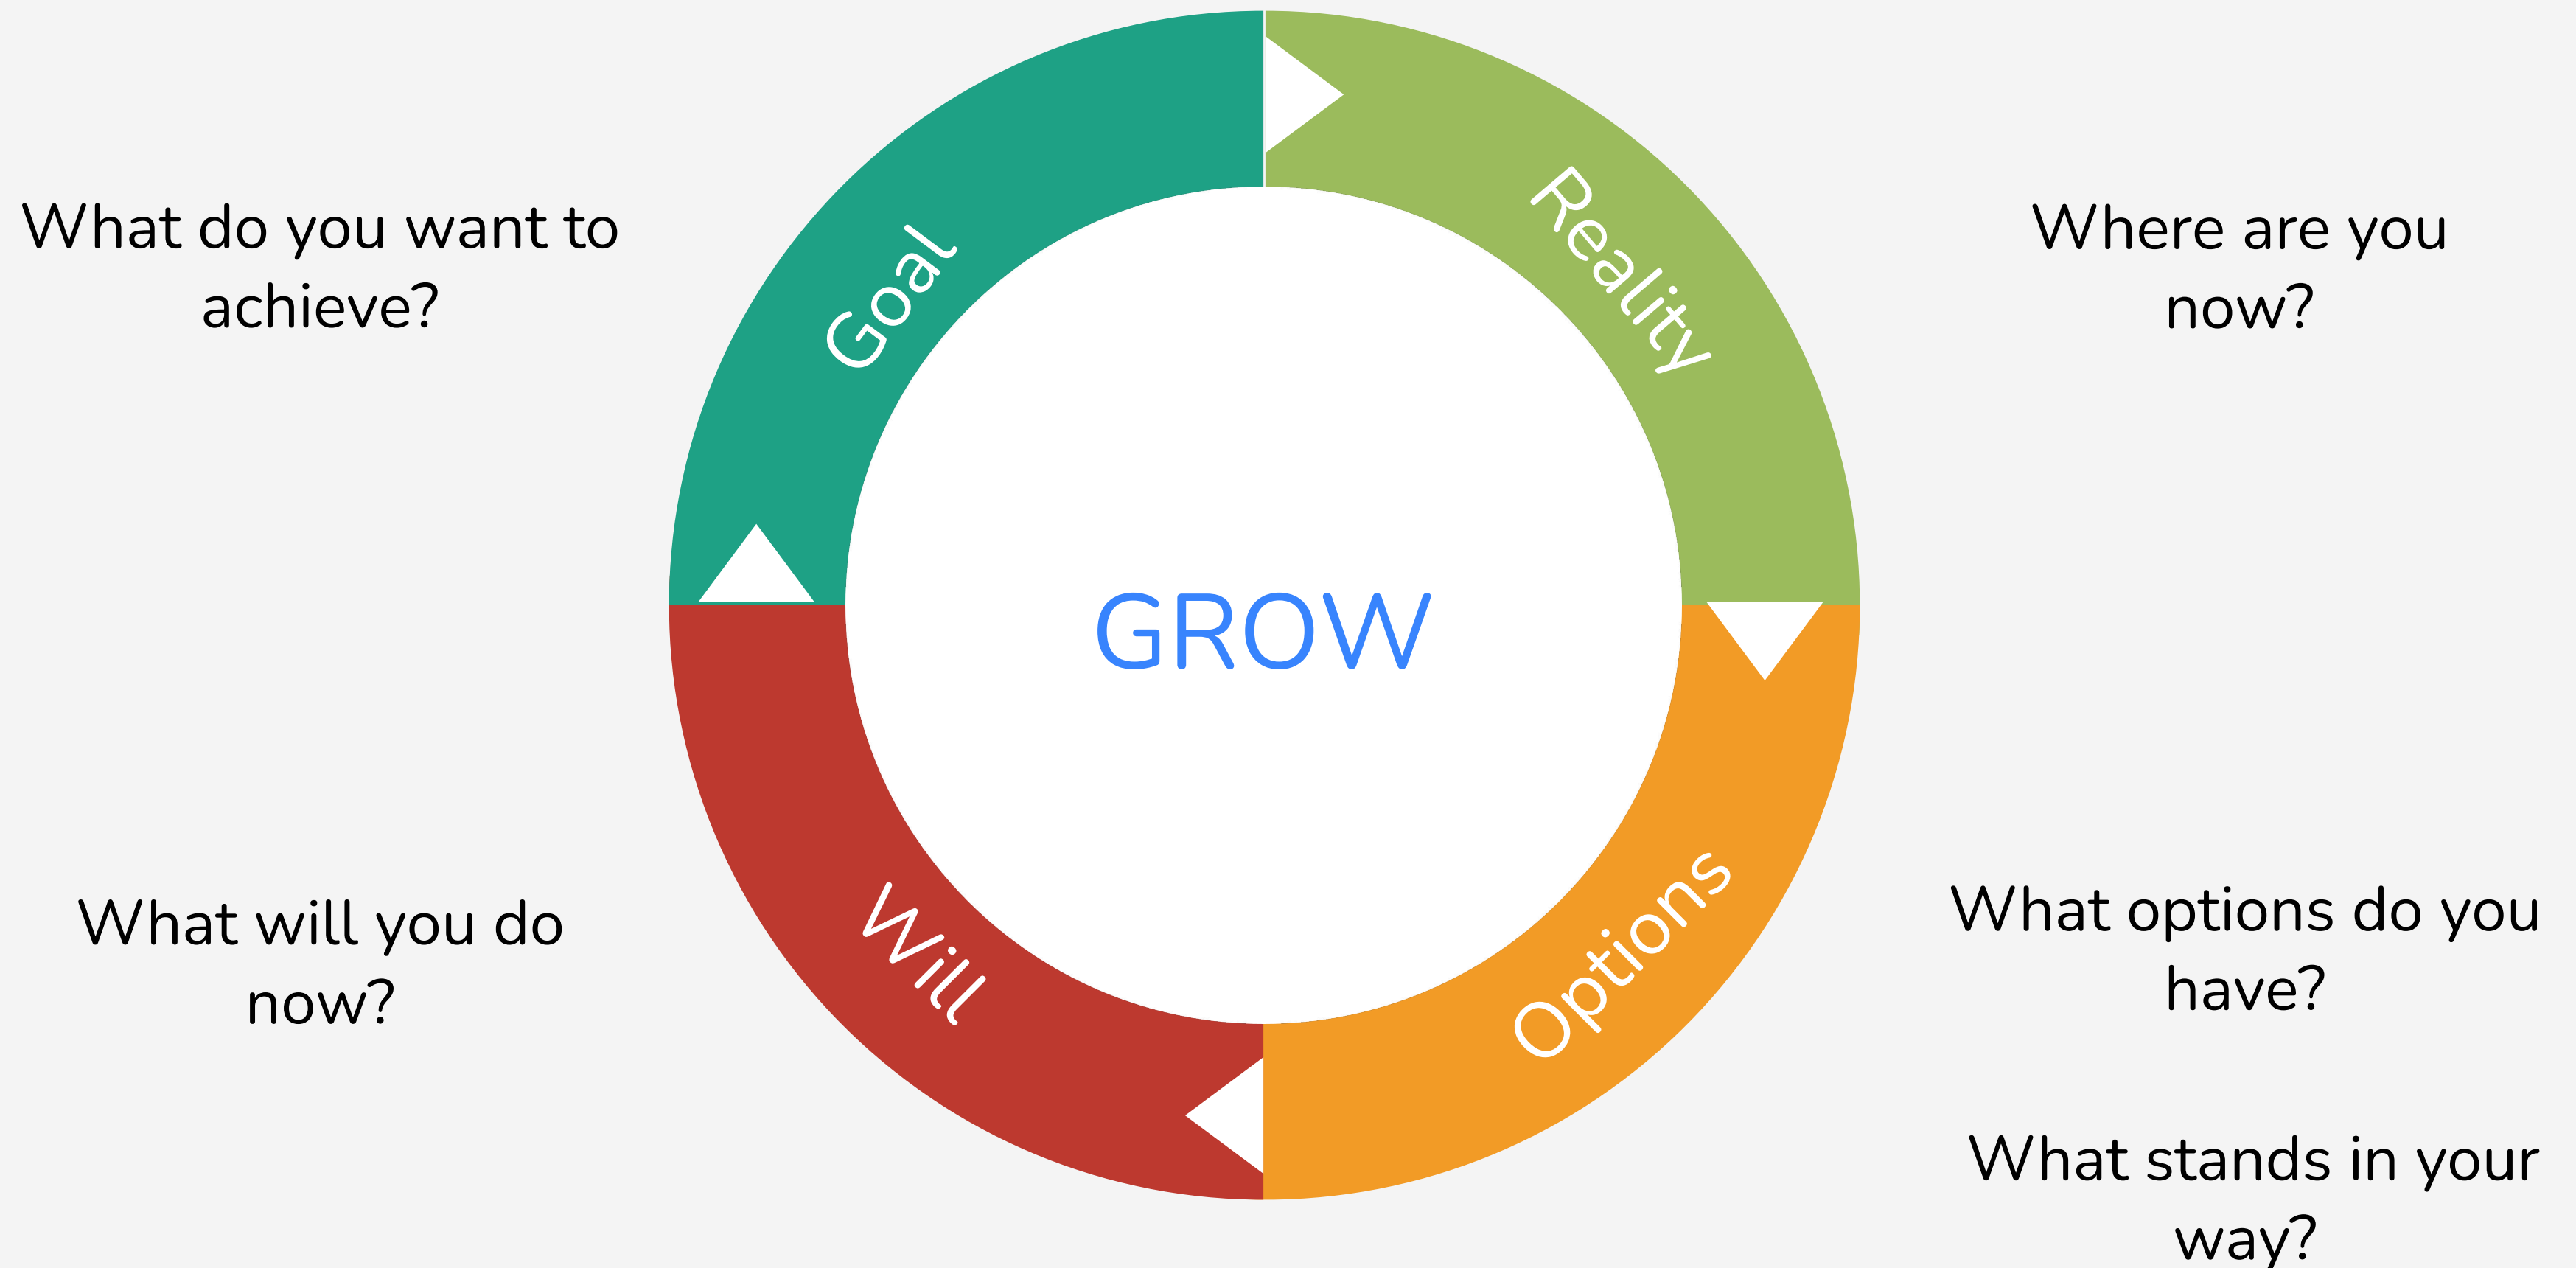 What do you want to
achieve?
Goal
Reality
Where are you
now?
GROW
What will you do
now?
Will
Options
What options do you
have?
What stands in your
way?